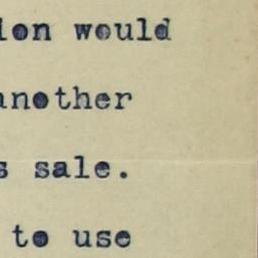 ion would
another
s sale.
to use